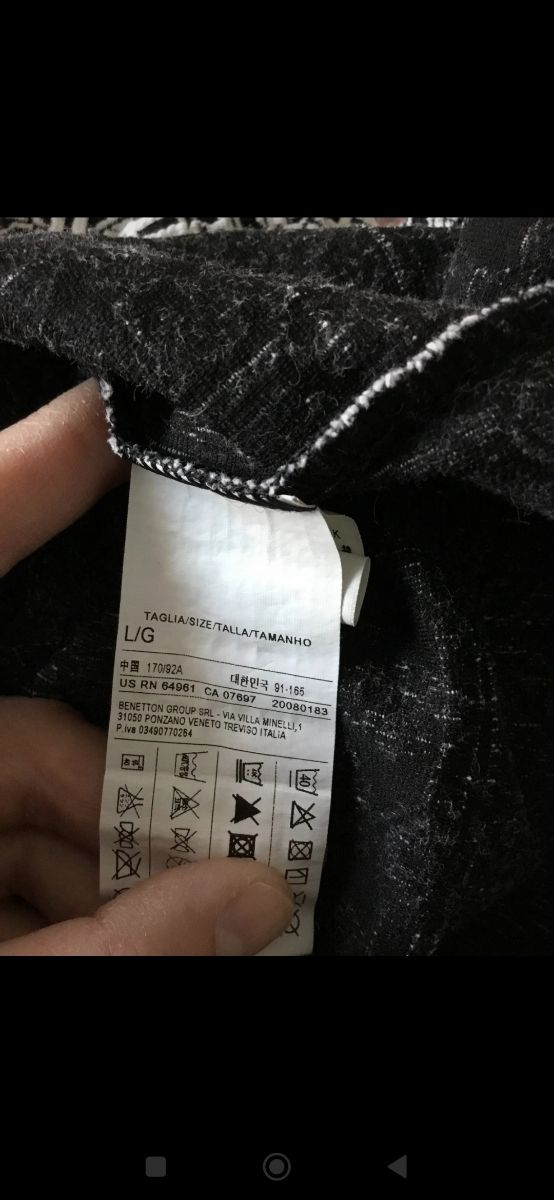 TAGLIA/SIZE/TALLA/TAMANHO
L/G
中国 170/92A 대한민국 91-165
US RN 64961 CA 07697 20080183
BENETTON GROUP SRL - VIA VILLA MINELLI,1
31050 PONZANO VENETO TREVISO ITALIA
P.iva 03490770264
40
K